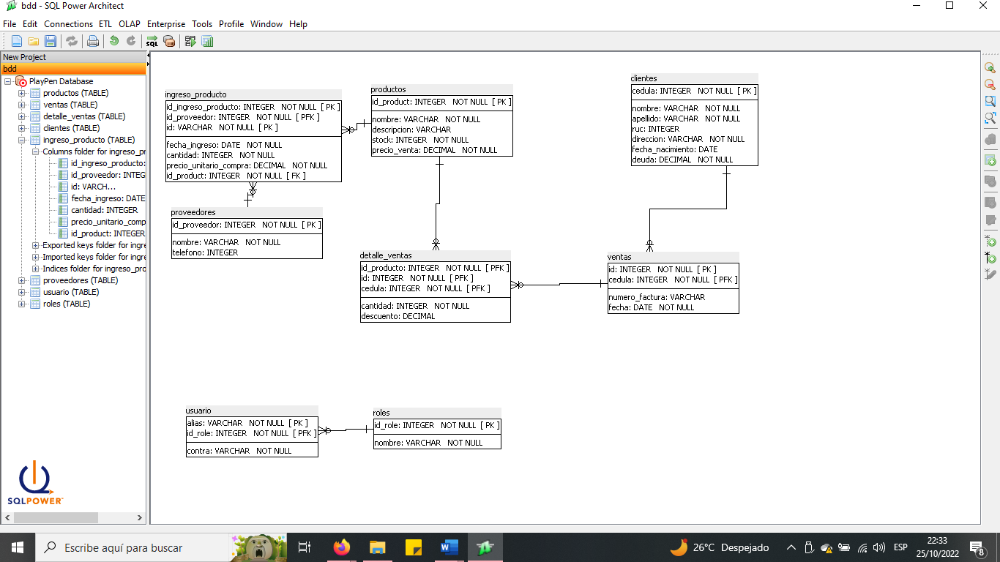 bdd - SQL Power Architect
File Edit Connections ETL OLAP Enterprise Tools Profile Window Help
SQL
New Project
bdd
PlayPen Database
productos (TABLE)
ventas (TABLE)
detalle_ventas (TABLE)
clientes (TABLE)
ingreso_producto (TABLE)
Columns folder for ingreso_pr
id_ingreso_producto:
id_proveedor: INTEG
id: VARCH...
fecha_ingreso: DATE
cantidad: INTEGER
precio_unitario_comp
id_product: INTEGER
Exported keys folder for ingre
Imported keys folder for ingre
Indices folder for ingreso_pro
proveedores (TABLE)
usuario (TABLE)
roles (TABLE)
SQLPOWER
ingreso_producto
id_ingreso_producto: INTEGER NOT NULL [ PK ]
id_proveedor: INTEGER NOT NULL [ PFK ]
id: VARCHAR NOT NULL [ PK ]
fecha_ingreso: DATE NOT NULL
cantidad: INTEGER NOT NULL
precio_unitario_compra: DECIMAL NOT NULL
id_product: INTEGER NOT NULL [ FK ]
productos
id_product: INTEGER NOT NULL [ PK ]
nombre: VARCHAR NOT NULL
descripcion: VARCHAR
stock: INTEGER NOT NULL
precio_venta: DECIMAL NOT NULL
clientes
cedula: INTEGER NOT NULL [ PK ]
nombre: VARCHAR NOT NULL
apellido: VARCHAR NOT NULL
ruc: INTEGER
direccion: VARCHAR NOT NULL
fecha_nacimiento: DATE
deuda: DECIMAL NOT NULL
proveedores
id_proveedor: INTEGER NOT NULL [ PK ]
nombre: VARCHAR NOT NULL
telefono: INTEGER
detalle_ventas
id_producto: INTEGER NOT NULL [ PFK ]
id: INTEGER NOT NULL [ PFK ]
cedula: INTEGER NOT NULL [ PFK ]
cantidad: INTEGER NOT NULL
descuento: DECIMAL
ventas
id: INTEGER NOT NULL [ PK ]
cedula: INTEGER NOT NULL [ PFK ]
numero_factura: VARCHAR
fecha: DATE NOT NULL
usuario
alias: VARCHAR NOT NULL [ PK ]
id_role: INTEGER NOT NULL [ PFK ]
contra: VARCHAR NOT NULL
roles
id_role: INTEGER NOT NULL [ PK ]
nombre: VARCHAR NOT NULL
Escribe aquí para buscar
26°C Despejado
ESP
22:33
25/10/2022
8